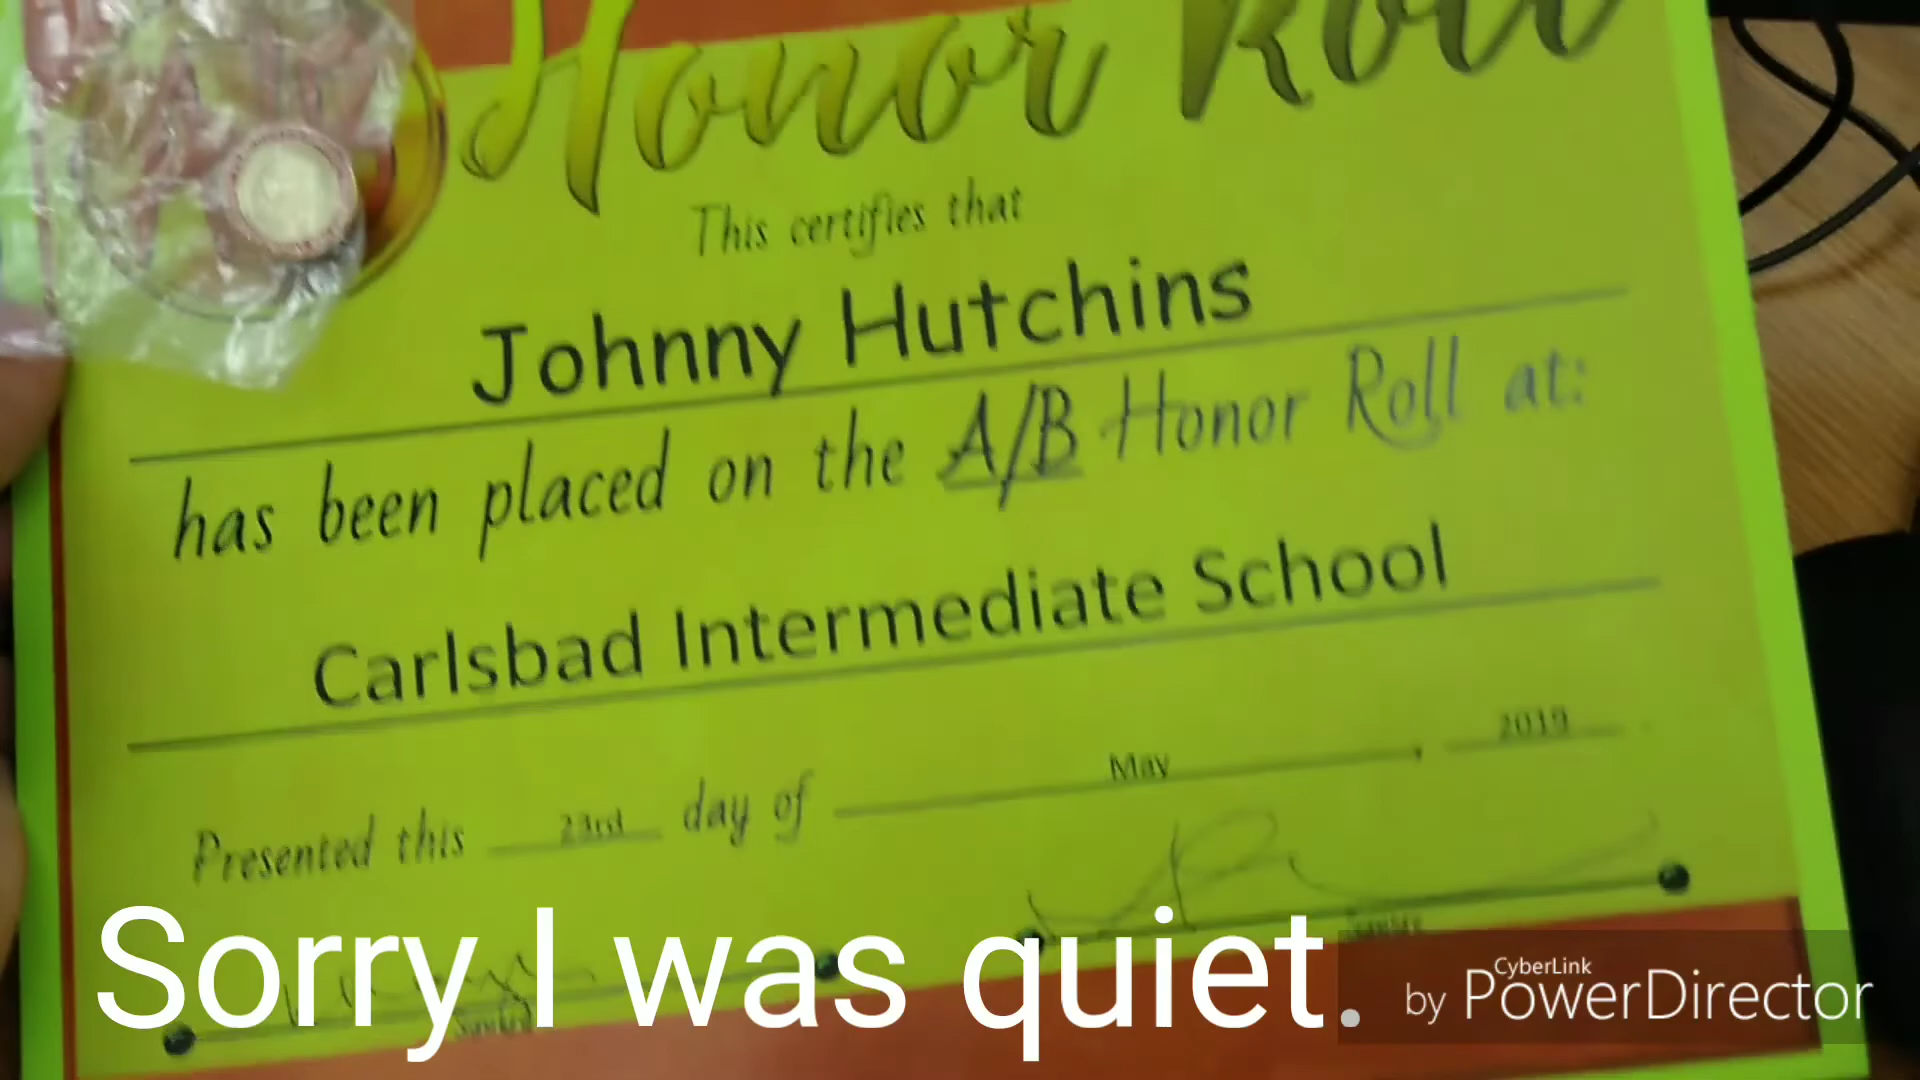 Honor Roll
This certifies that
Johnny Hutchins
has been placed on the A/B Honor Roll at:
Carlsbad Intermediate School
Presented this 23rd day of May, 2019
Sorry I was quiet.
by CyberLink PowerDirector